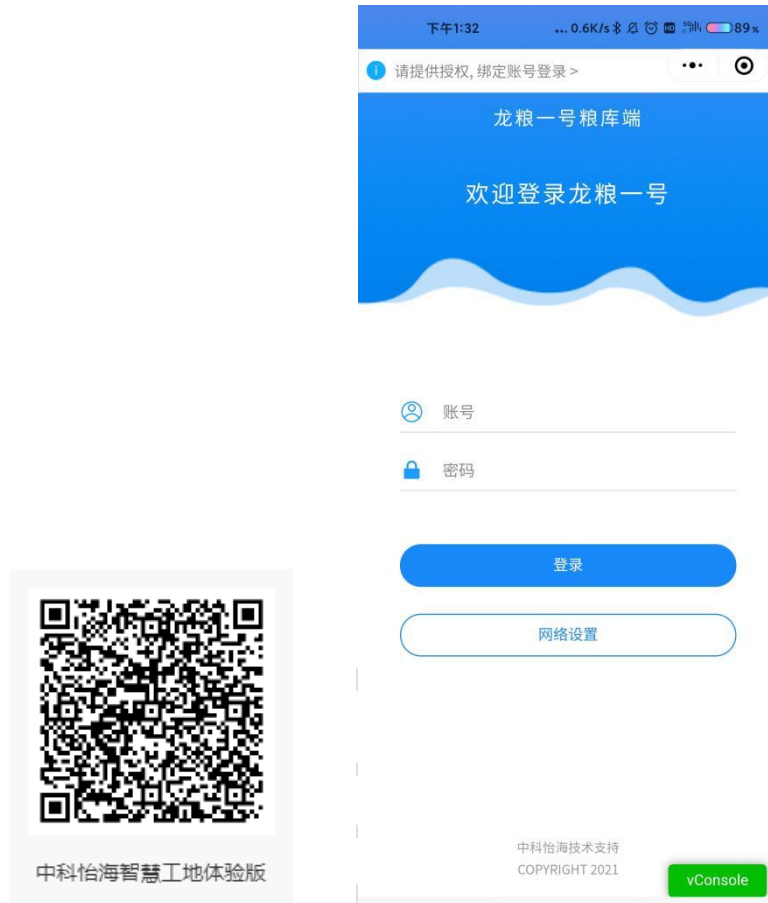 下午1:32
... 0.6K/s
89%
请提供授权, 绑定账号登录 >
龙粮一号粮库端
欢迎登录龙粮一号
账号
密码
登录
网络设置
中科怡海智慧工地体验版
中科怡海技术支持
COPYRIGHT 2021
vConsole